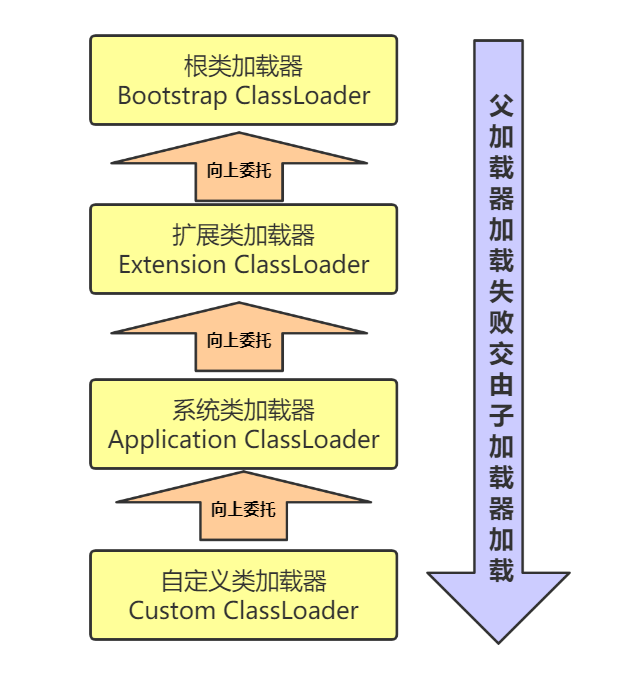 根类加载器
Bootstrap ClassLoader
向上委托
扩展类加载器
Extension ClassLoader
向上委托
系统类加载器
Application ClassLoader
向上委托
自定义类加载器
Custom ClassLoader
父加载器加载失败交由子加载器加载